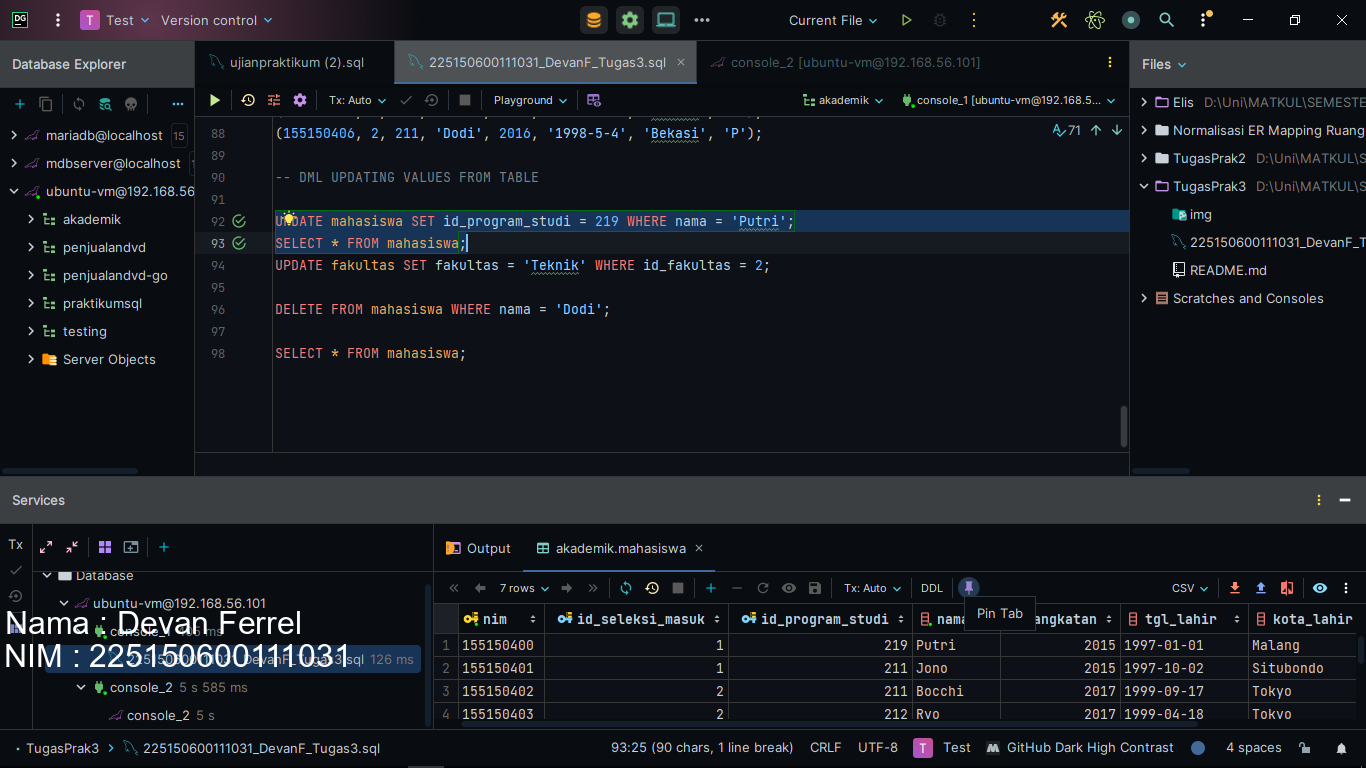 DG
T Test
Version control
Current File
Database Explorer
ujianpraktikum (2).sql
225150600111031_DevanF_Tugas3.sql
console_2 [ubuntu-vm@192.168.56.101]
Files
Tx: Auto
Playground
akademik
console_1 [ubuntu-vm@192.168.5...
mariadb@localhost 15
mdbserver@localhost
ubuntu-vm@192.168.56
akademik
penjualandvd
penjualandvd-go
praktikumsql
testing
Server Objects
71
88 (155150406, 2, 211, 'Dodi', 2016, '1998-5-4', 'Bekasi', 'P');
89
90 -- DML UPDATING VALUES FROM TABLE
91
92 UPDATE mahasiswa SET id_program_studi = 219 WHERE nama = 'Putri';
93 SELECT * FROM mahasiswa;
94 UPDATE fakultas SET fakultas = 'Teknik' WHERE id_fakultas = 2;
95
96 DELETE FROM mahasiswa WHERE nama = 'Dodi';
97
98 SELECT * FROM mahasiswa;
Elis D:\Uni\MATKUL\SEMESTE
Normalisasi ER Mapping Ruang
TugasPrak2 D:\Uni\MATKUL\S
TugasPrak3 D:\Uni\MATKUL\S
img
225150600111031_DevanF_T
README.md
Scratches and Consoles
Services
Tx
Database
ubuntu-vm@192.168.56.101
Nama : Devan Ferrel
NIM : 225150600111031
225150600111031_DevanF_Tugas3.sql 126 ms
console_2 5 s 585 ms
console_2 5 s
Output
akademik.mahasiswa
7 rows
Tx: Auto
DDL
CSV
Pin Tab
nim id_seleksi_masuk id_program_studi nama angkatan tgl_lahir kota_lahir
1 155150400 1 219 Putri 2015 1997-01-01 Malang
2 155150401 1 211 Jono 2015 1997-10-02 Situbondo
3 155150402 2 211 Bocchi 2017 1999-09-17 Tokyo
4 155150403 2 212 Ryo 2017 1999-04-18 Tokyo
TugasPrak3
225150600111031_DevanF_Tugas3.sql
93:25 (90 chars, 1 line break)
CRLF
UTF-8
T Test
GitHub Dark High Contrast
4 spaces